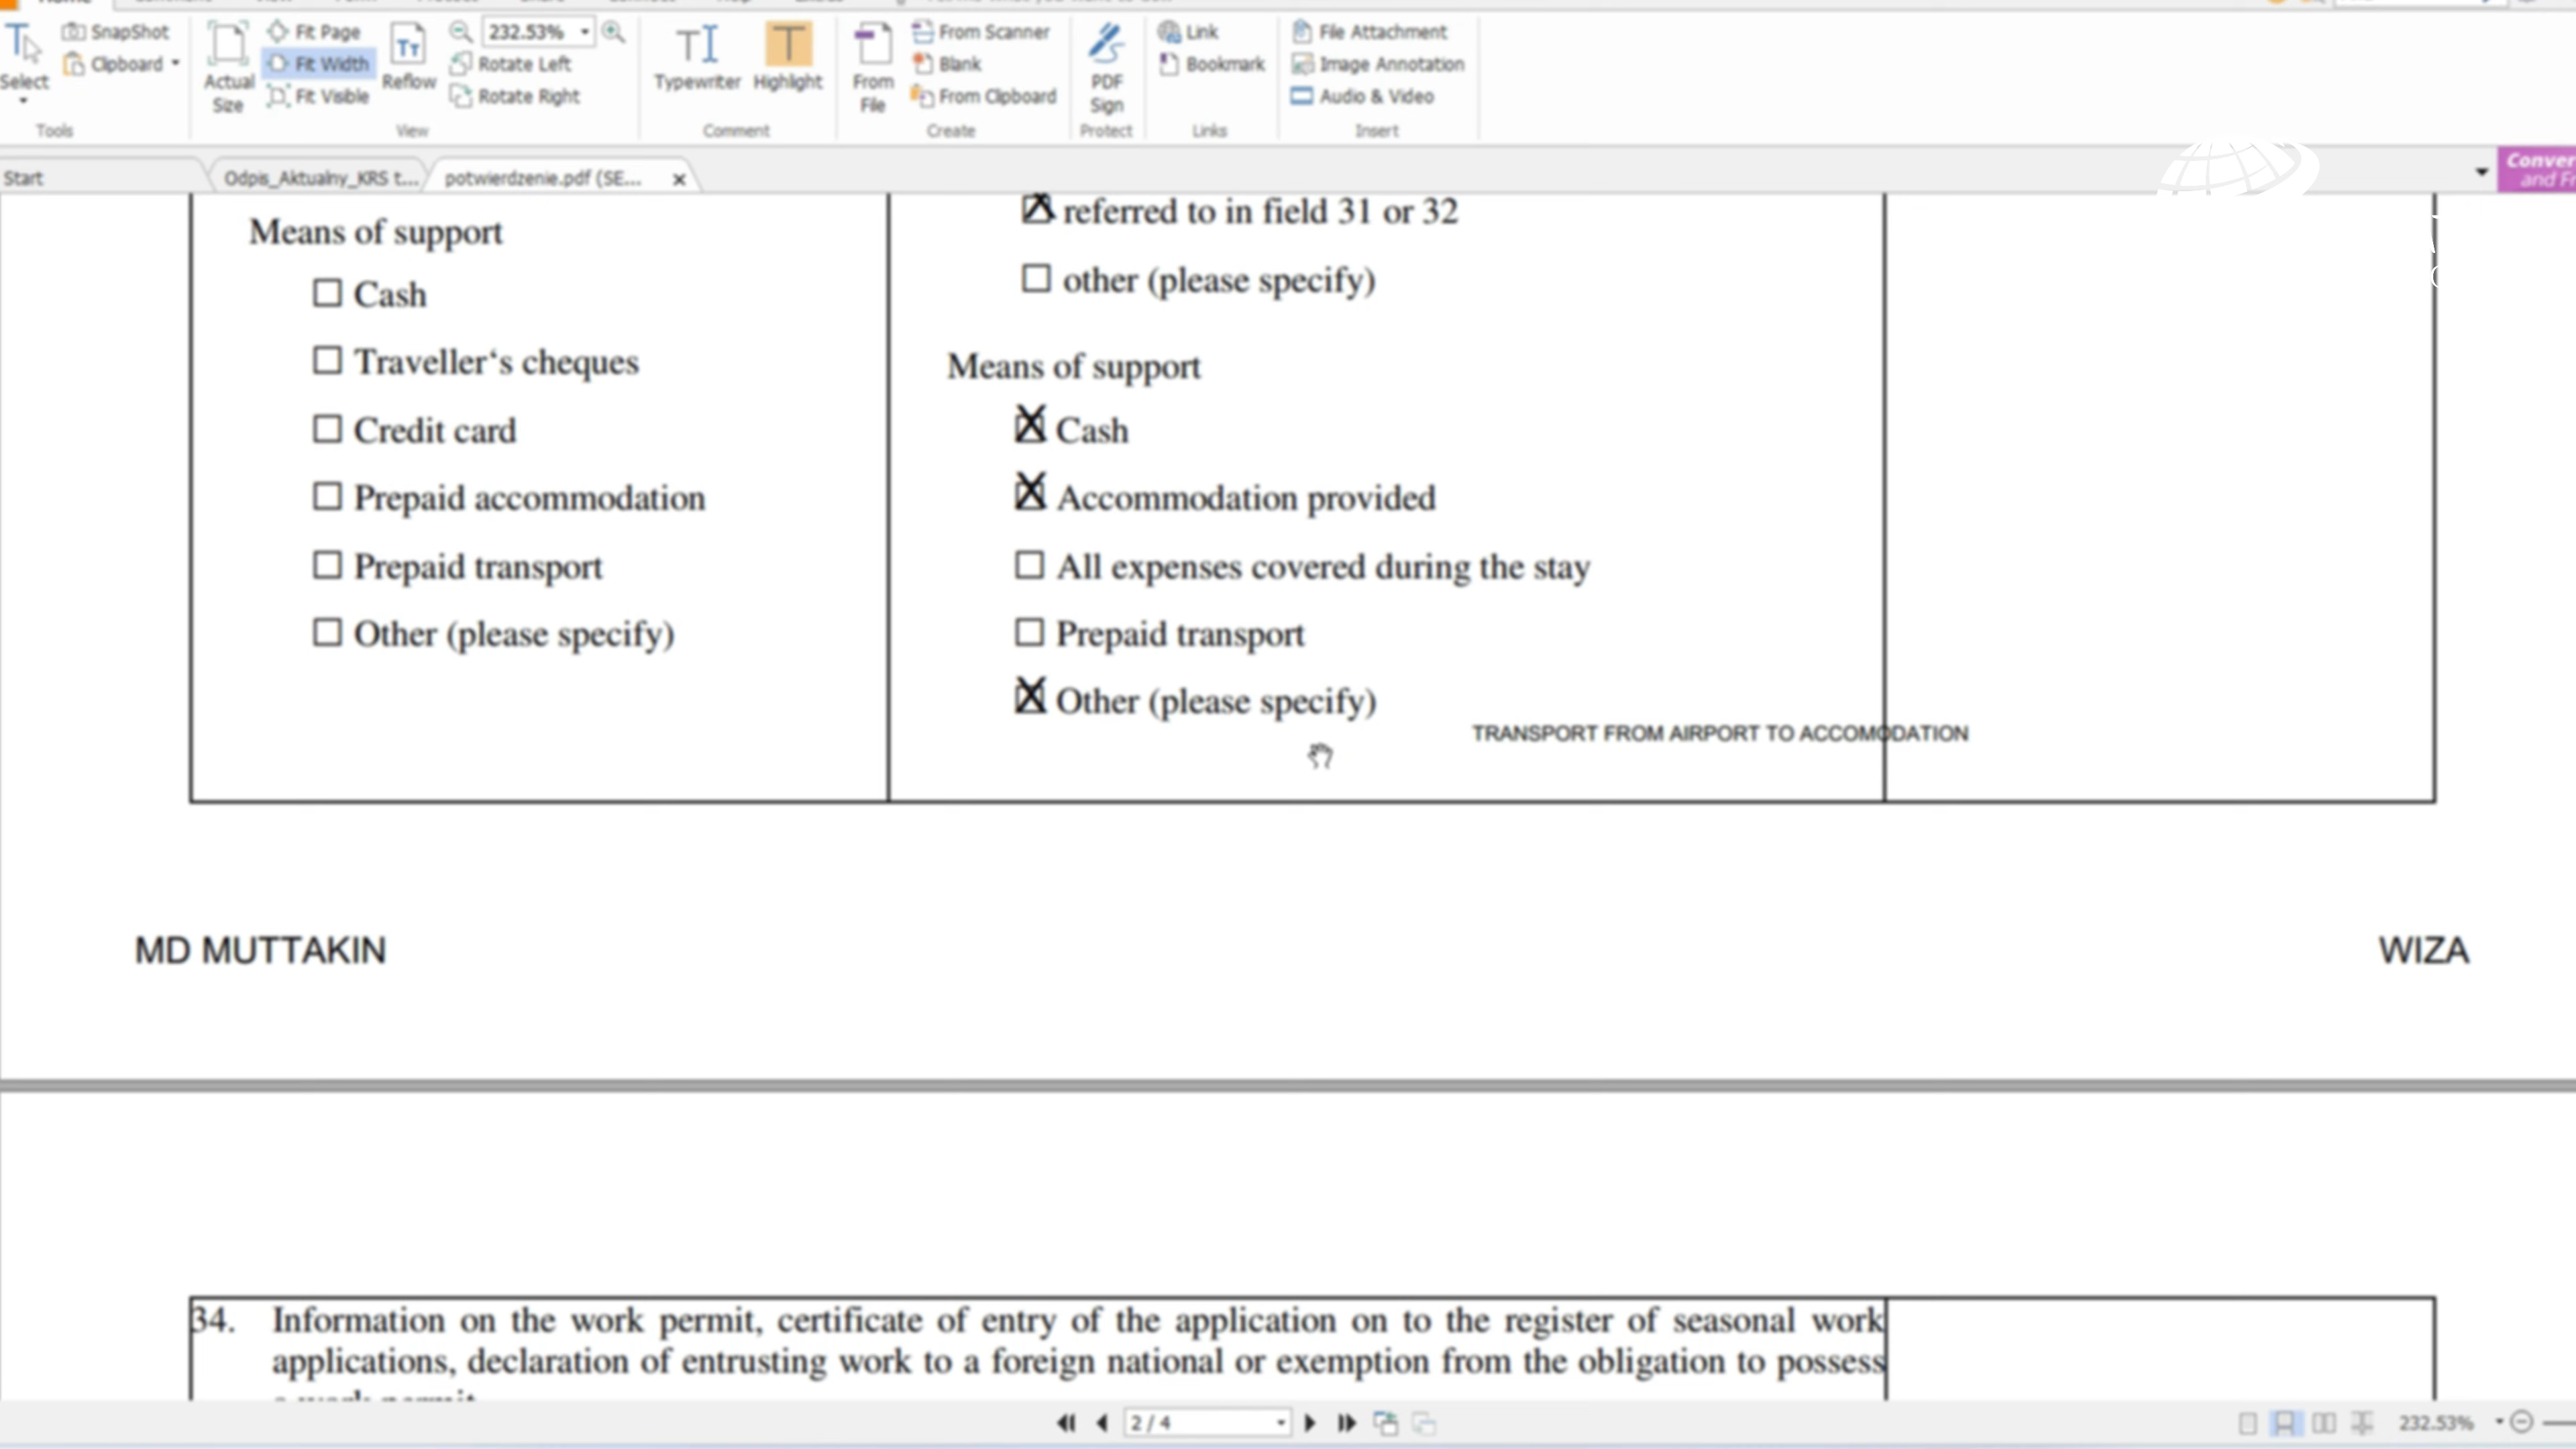 Home
Select
Tools
SnapShot
Clipboard
Actual Size
Fit Page
Fit Width
Fit Visible
Reflow
232.53%
Rotate Left
Rotate Right
View
Typewriter
Highlight
Comment
From File
From Scanner
Blank
From Clipboard
Create
PDF Sign
Protect
Link
Bookmark
Links
File Attachment
Image Annotation
Audio & Video
Insert
Start
Odpis_Aktualny_KRS t...
potwierdzenie.pdf (SE...
Means of support
Cash
Traveller‘s cheques
Credit card
Prepaid accommodation
Prepaid transport
Other (please specify)
X referred to in field 31 or 32
other (please specify)
Means of support
X Cash
X Accommodation provided
All expenses covered during the stay
Prepaid transport
X Other (please specify)
TRANSPORT FROM AIRPORT TO ACCOMODATION
MD MUTTAKIN
WIZA
34. Information on the work permit, certificate of entry of the application on to the register of seasonal work
applications, declaration of entrusting work to a foreign national or exemption from the obligation to possess
a work permit
2 / 4
232.53%